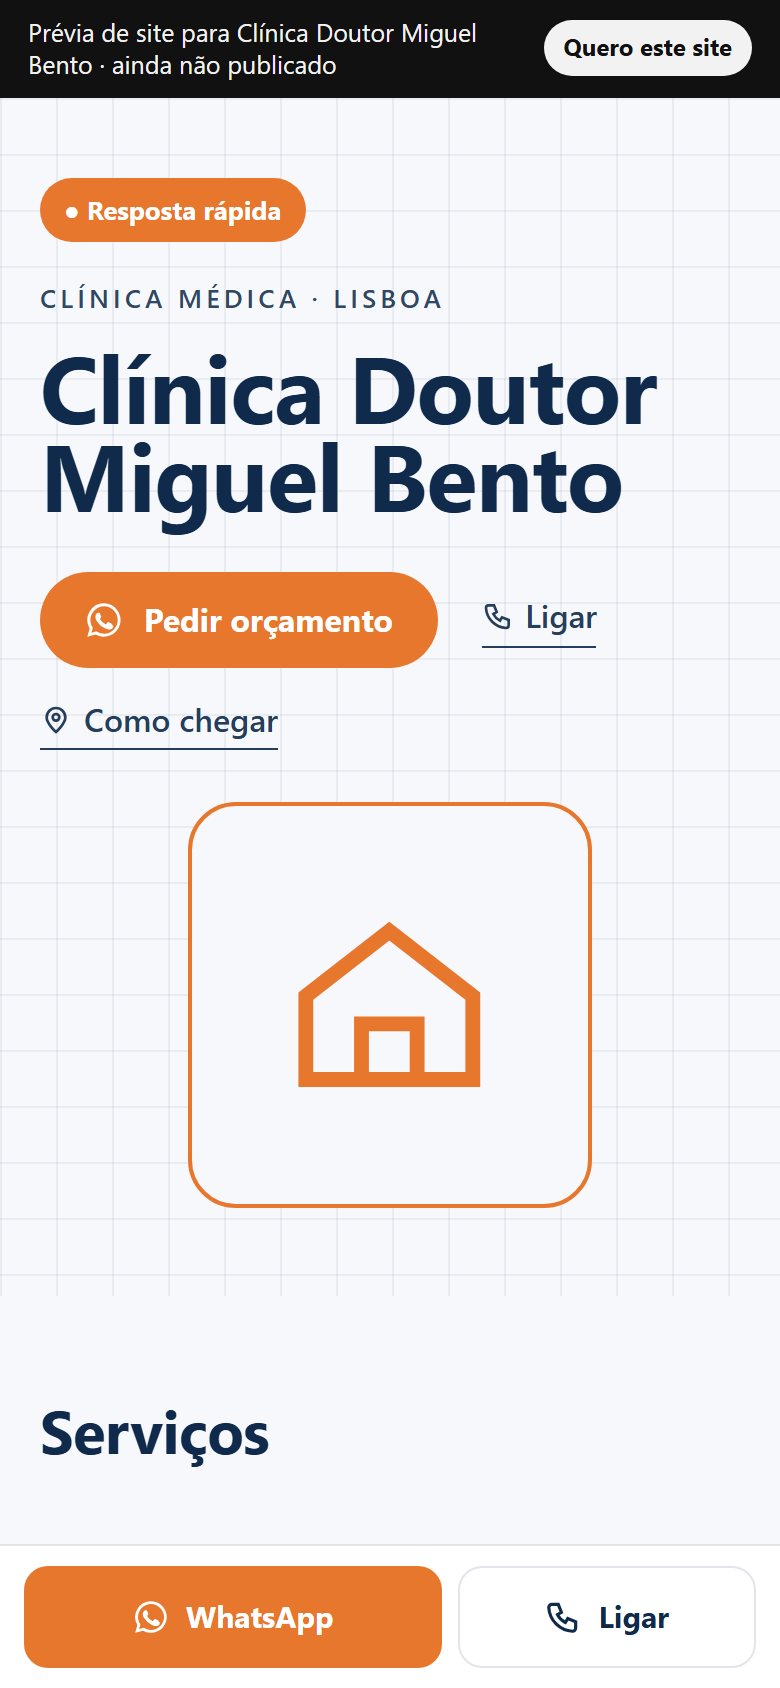 Prévia de site para Clínica Doutor Miguel
Bento · ainda não publicado
Quero este site
● Resposta rápida
CLÍNICA MÉDICA · LISBOA
Clínica Doutor
Miguel Bento
Pedir orçamento
Ligar
Como chegar
Serviços
WhatsApp
Ligar